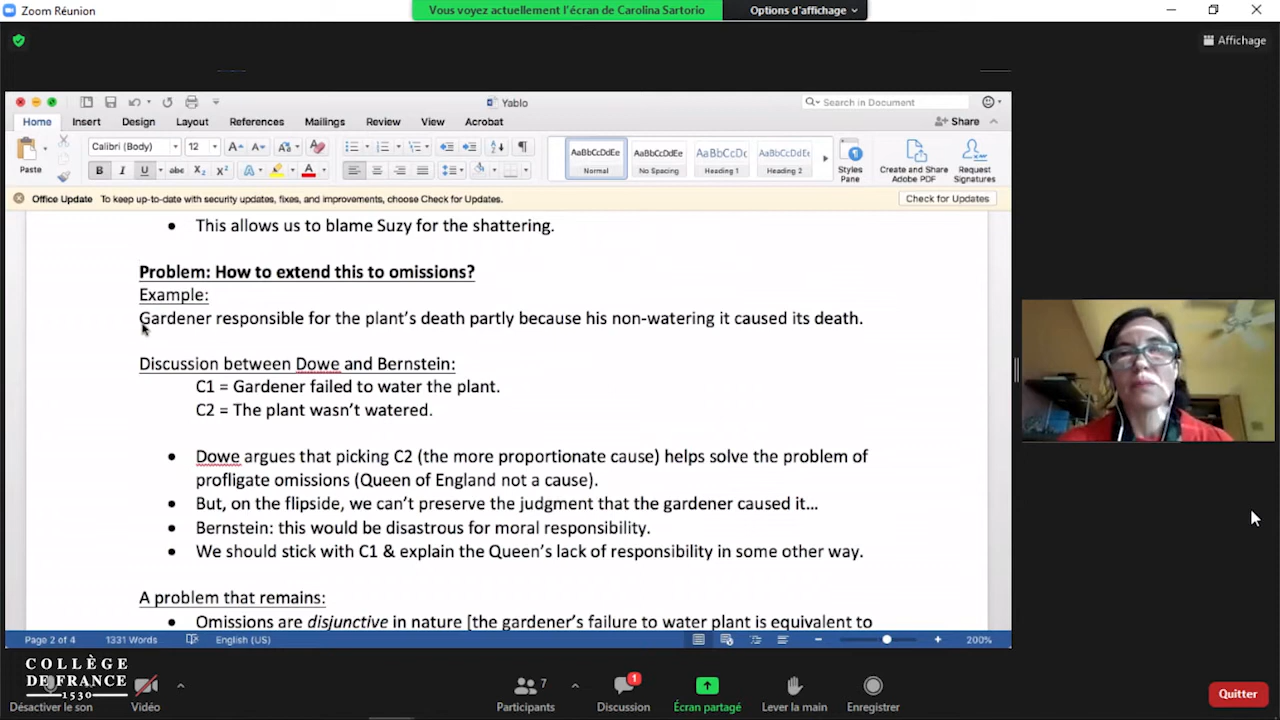 Zoom Réunion
Vous voyez actuellement l'écran de Carolina Sartorio
Options d'affichage
Affichage
Yablo
Search in Document
Home Insert Design Layout References Mailings Review View Acrobat
Share
Calibri (Body) 12
Paste
B I U abc X₂ X²
AaBbCcDdEe AaBbCcDdEe AaBbCcDc AaBbCcDdEe
Normal No Spacing Heading 1 Heading 2
Styles Pane
Create and Share Adobe PDF
Request Signatures
Office Update To keep up-to-date with security updates, fixes, and improvements, choose Check for Updates.
Check for Updates
• This allows us to blame Suzy for the shattering.
Problem: How to extend this to omissions?
Example:
Gardener responsible for the plant's death partly because his non-watering it caused its death.
Discussion between Dowe and Bernstein:
C1 = Gardener failed to water the plant.
C2 = The plant wasn't watered.
• Dowe argues that picking C2 (the more proportionate cause) helps solve the problem of
profligate omissions (Queen of England not a cause).
• But, on the flipside, we can't preserve the judgment that the gardener caused it...
• Bernstein: this would be disastrous for moral responsibility.
• We should stick with C1 & explain the Queen's lack of responsibility in some other way.
A problem that remains:
• Omissions are disjunctive in nature [the gardener's failure to water plant is equivalent to
Page 2 of 4 1331 Words English (US) 200%
COLLÈGE
DE FRANCE
1530
Désactiver le son Vidéo Participants 7 Discussion 1 Écran partagé Lever la main Enregistrer Quitter